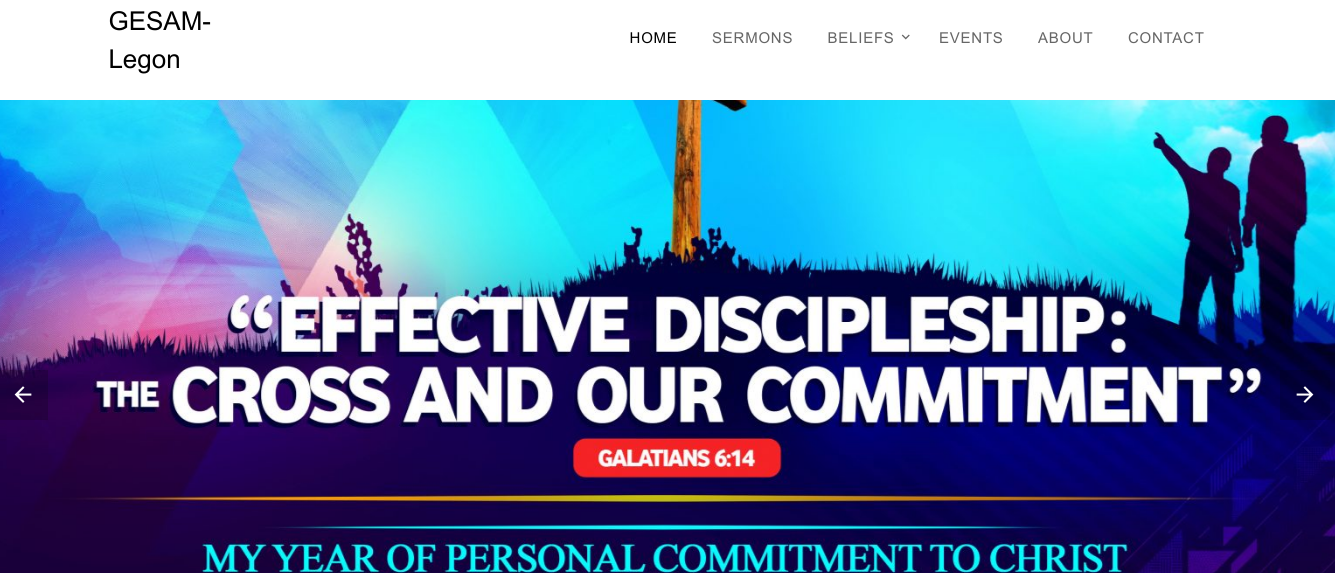 GESAM-
Legon
HOME SERMONS BELIEFS EVENTS ABOUT CONTACT
“EFFECTIVE DISCIPLESHIP:
THE CROSS AND OUR COMMITMENT”
GALATIANS 6:14
MY YEAR OF PERSONAL COMMITMENT TO CHRIST